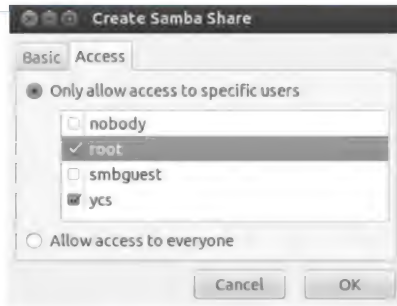 Create Samba Share
Basic Access
Only allow access to specific users
nobody
root
smbguest
ycs
Allow access to everyone
Cancel OK